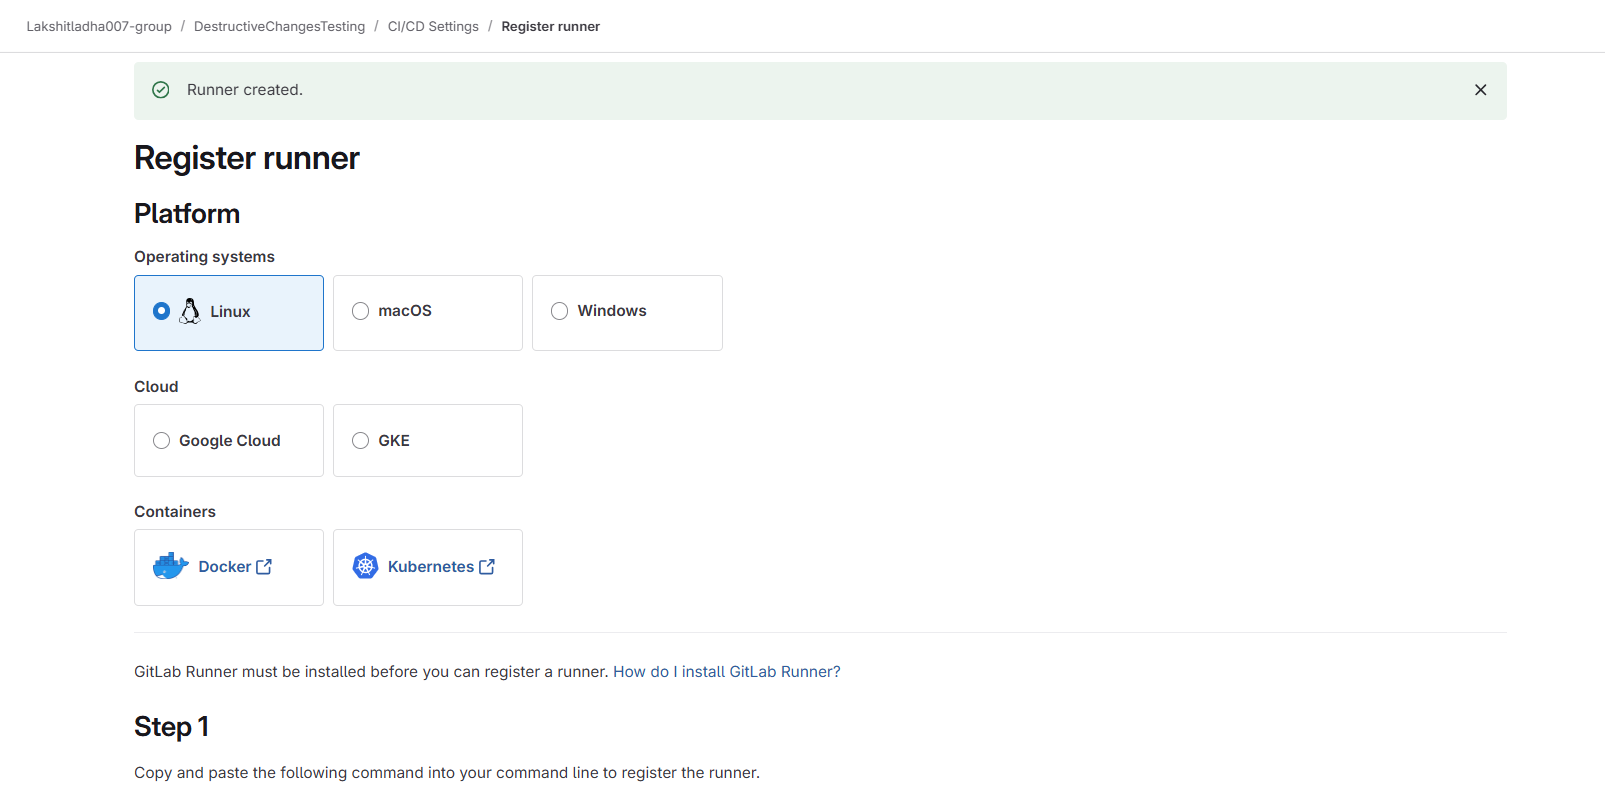 Lakshitladha007-group / DestructiveChangesTesting / CI/CD Settings / Register runner
Runner created.
Register runner
Platform
Operating systems
Linux macOS Windows
Cloud
Google Cloud GKE
Containers
Docker Kubernetes
GitLab Runner must be installed before you can register a runner. How do I install GitLab Runner?
Step 1
Copy and paste the following command into your command line to register the runner.